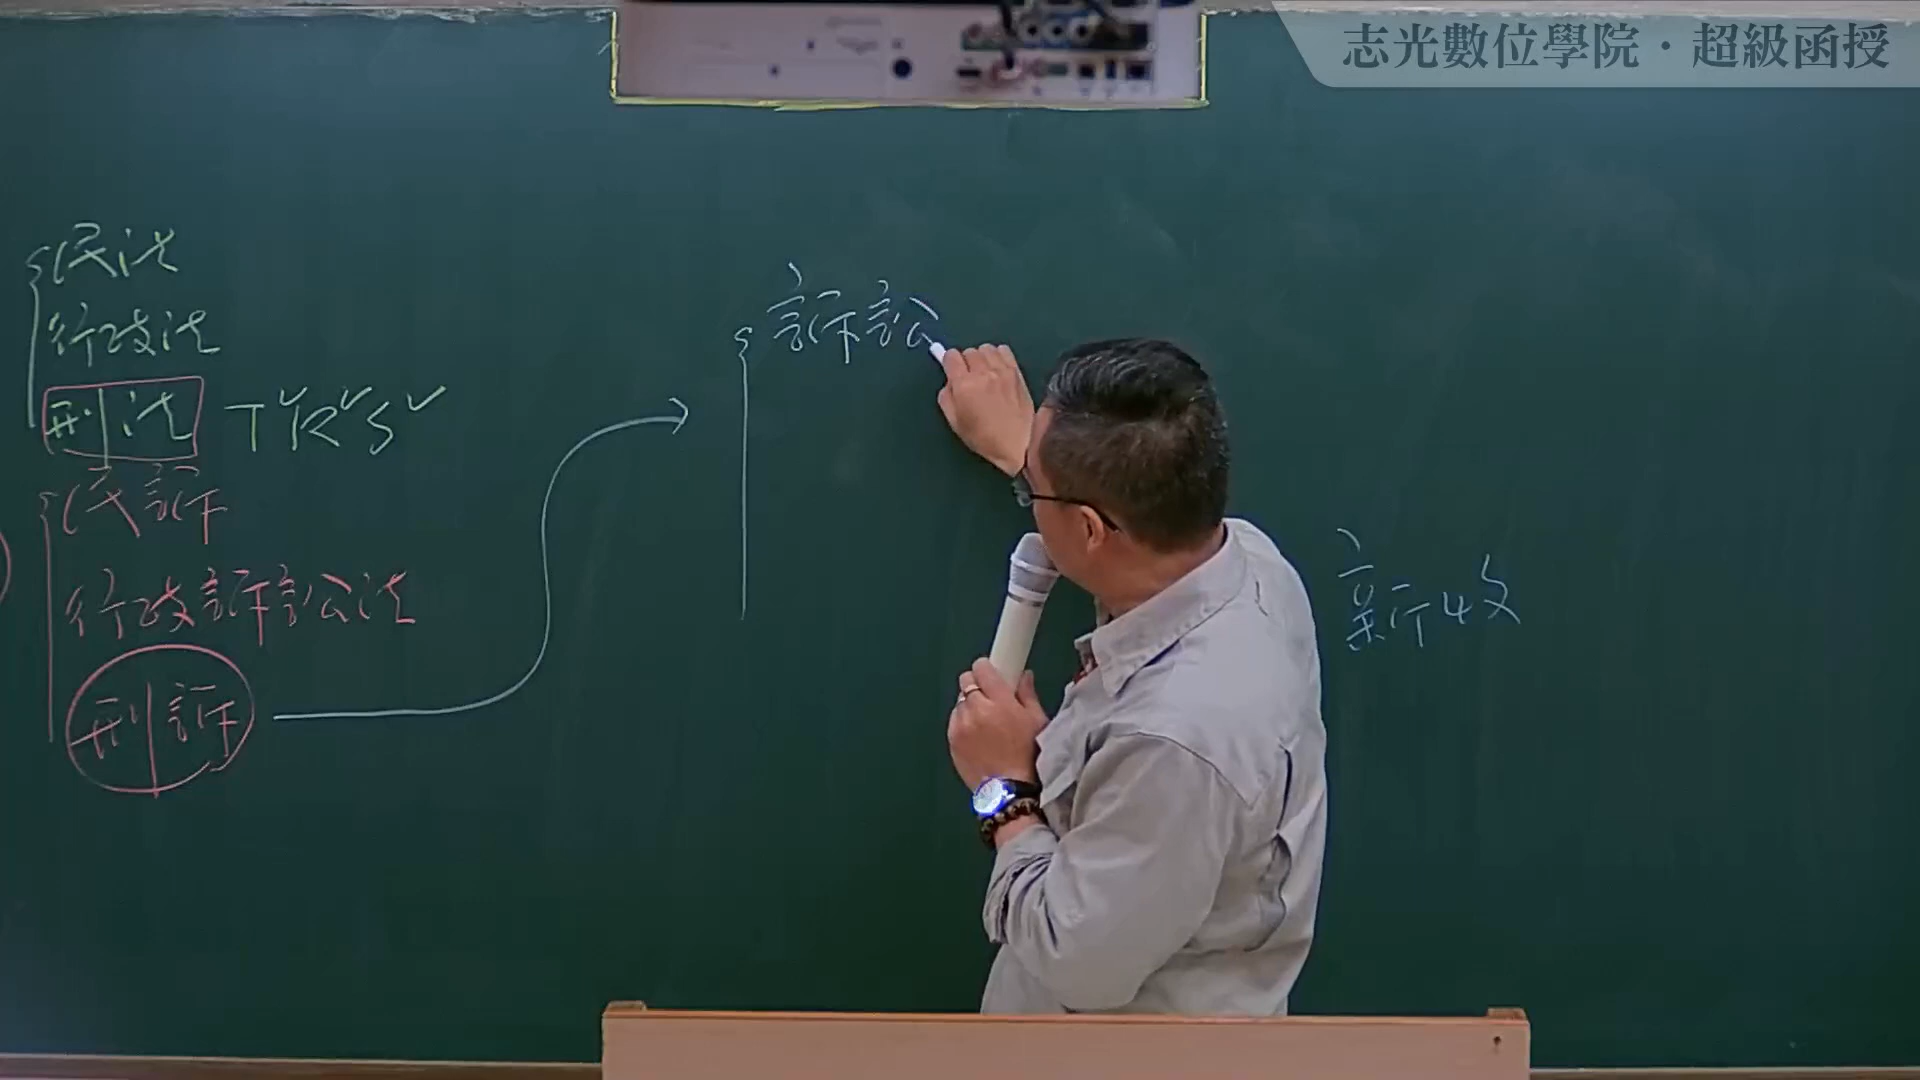 志光數位學院．超級函授
民法
行政法
刑法 T✓R✓S✓
民訴
行政訴訟法
刑訴
訴訟
新收